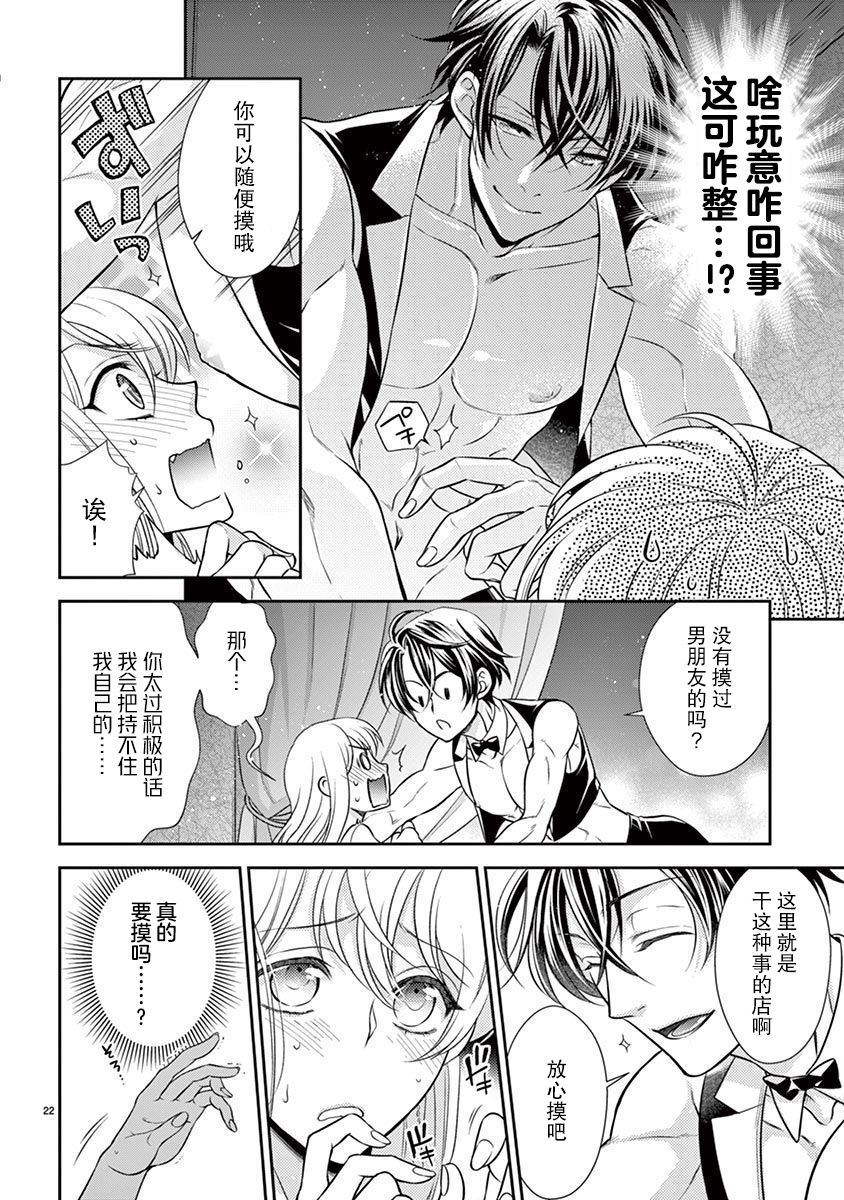 啥玩意咋回事
这可咋整…!?
ペキ
你可以随便摸哦
ずいっ
诶！
没有摸过
男朋友的吗？
那个…
你太过积极的话
我会把持不住
我自己的……
这里就是
干这种事的店啊
放心摸吧
ドキ
ドキ
真的
要摸吗……？
22